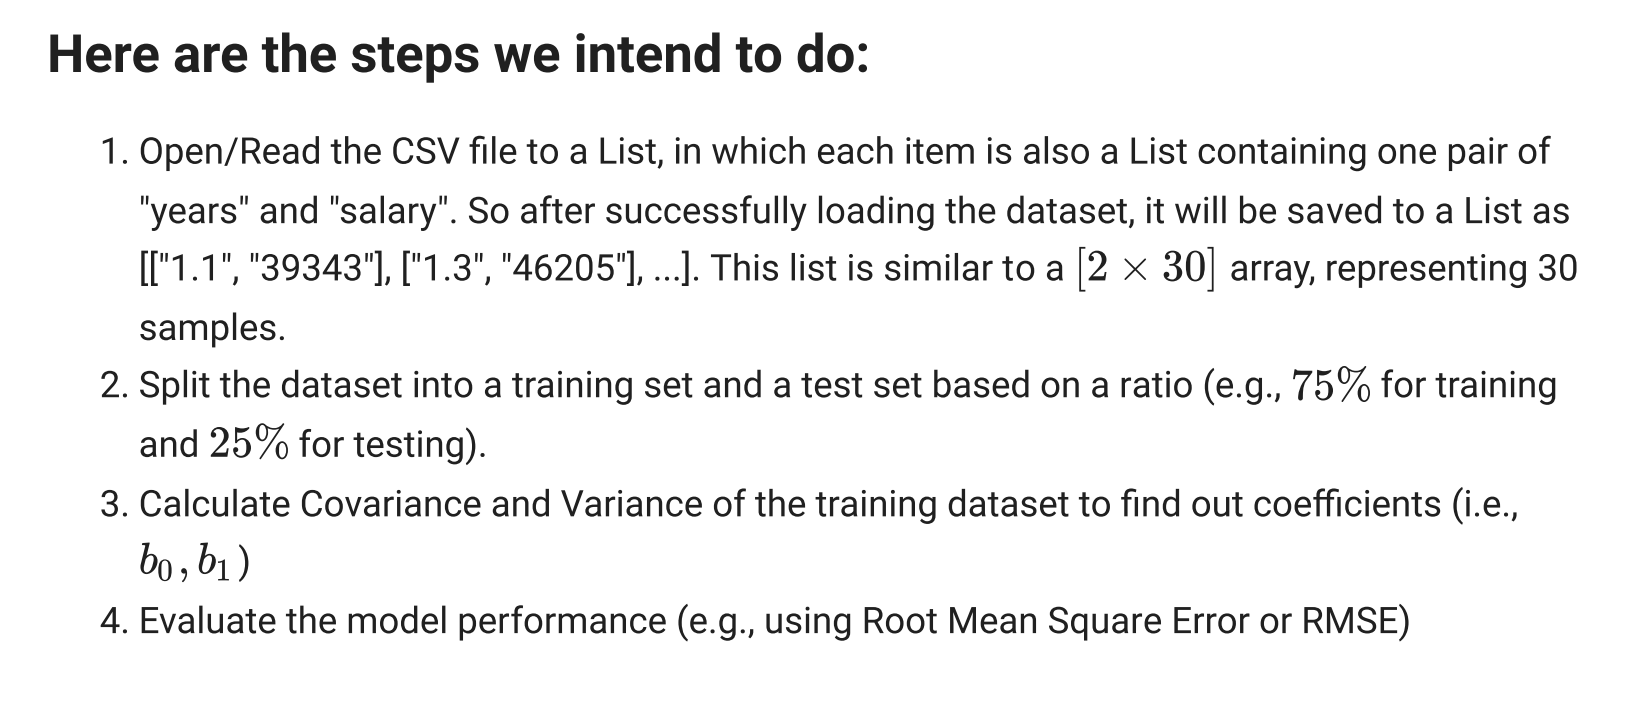 Here are the steps we intend to do:
1. Open/Read the CSV file to a List, in which each item is also a List containing one pair of
"years" and "salary". So after successfully loading the dataset, it will be saved to a List as
[["1.1", "39343"], ["1.3", "46205"], ...]. This list is similar to a [2 × 30] array, representing 30
samples.
2. Split the dataset into a training set and a test set based on a ratio (e.g., 75% for training
and 25% for testing).
3. Calculate Covariance and Variance of the training dataset to find out coefficients (i.e.,
b₀, b₁)
4. Evaluate the model performance (e.g., using Root Mean Square Error or RMSE)